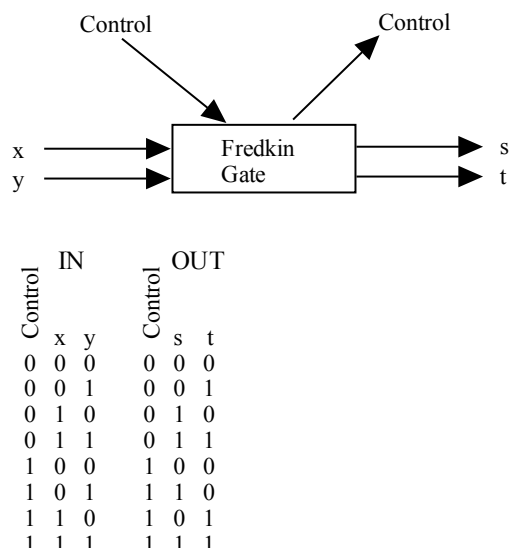 Control Control
x Fredkin s
y Gate t
IN OUT
Control x y Control s t
0 0 0 0 0 0
0 0 1 0 0 1
0 1 0 0 1 0
0 1 1 0 1 1
1 0 0 1 0 0
1 0 1 1 1 0
1 1 0 1 0 1
1 1 1 1 1 1